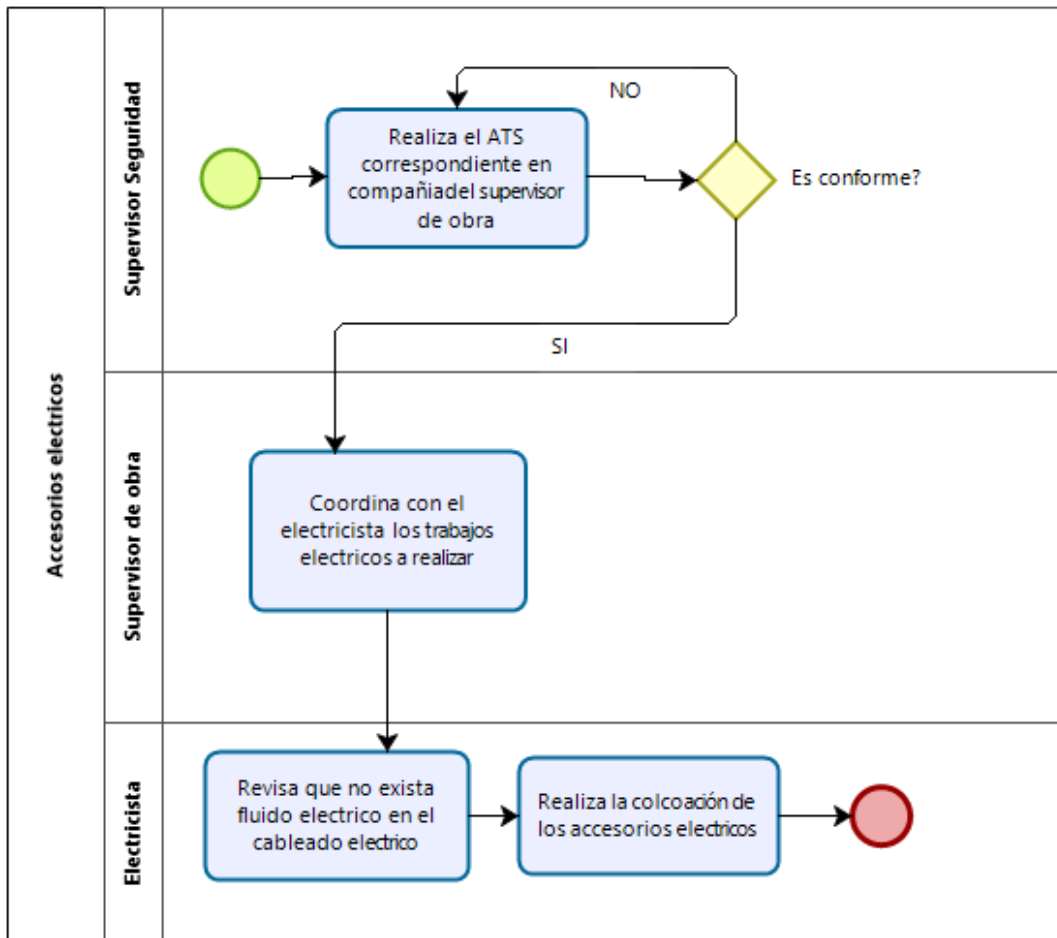 Accesorios electricos
Supervisor Seguridad
Realiza el ATS
correspondiente en
compañiadel supervisor
de obra
NO
Es conforme?
SI
Supervisor de obra
Coordina con el
electricista los trabajos
electricos a realizar
Electricista
Revisa que no exista
fluido electrico en el
cableado electrico
Realiza la colcoación de
los accesorios electricos